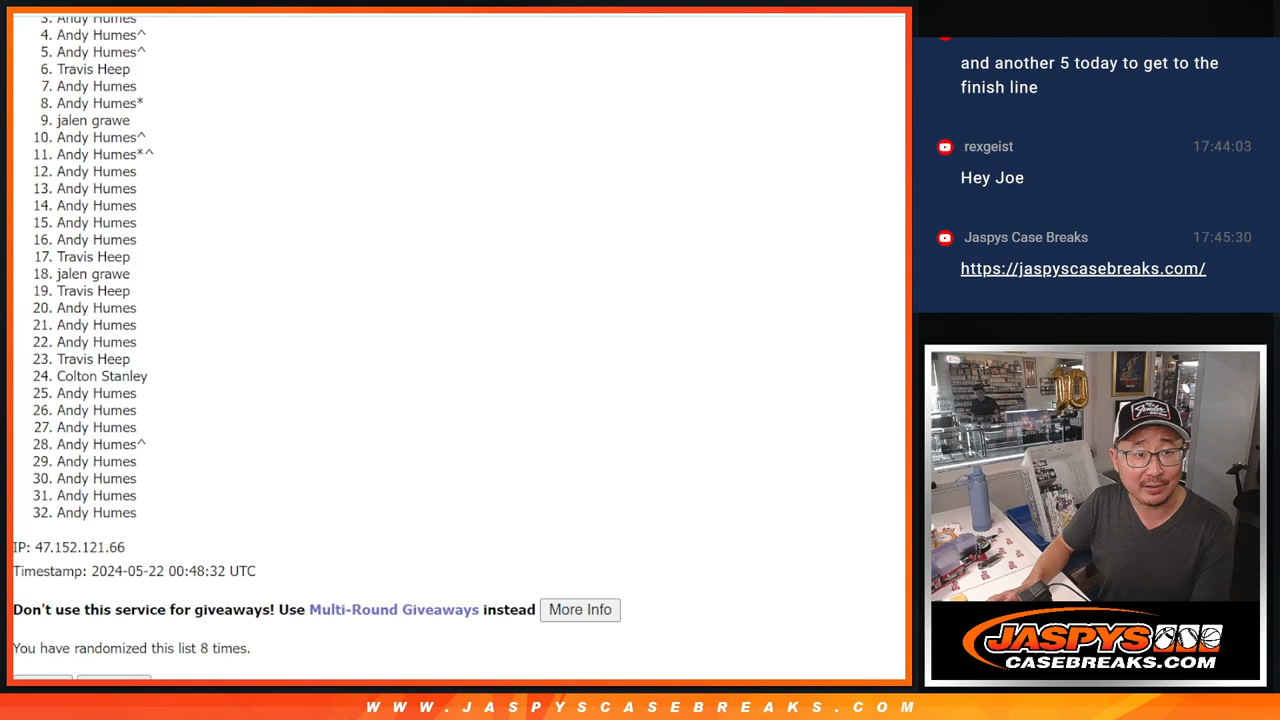 3. Andy Humes
4. Andy Humes^
5. Andy Humes^
6. Travis Heep
7. Andy Humes
8. Andy Humes*
9. jalen grawe
10. Andy Humes^
11. Andy Humes*^
12. Andy Humes
13. Andy Humes
14. Andy Humes
15. Andy Humes
16. Andy Humes
17. Travis Heep
18. jalen grawe
19. Travis Heep
20. Andy Humes
21. Andy Humes
22. Andy Humes
23. Travis Heep
24. Colton Stanley
25. Andy Humes
26. Andy Humes
27. Andy Humes
28. Andy Humes^
29. Andy Humes
30. Andy Humes
31. Andy Humes
32. Andy Humes
IP: 47.152.121.66
Timestamp: 2024-05-22 00:48:32 UTC
Don't use this service for giveaways! Use Multi-Round Giveaways instead More Info
You have randomized this list 8 times.
and another 5 today to get to the
finish line
rexgeist 17:44:03
Hey Joe
Jaspys Case Breaks 17:45:30
https://jaspyscasebreaks.com/
10
Fender
JASPYS
CASEBREAKS.COM
WWW.JASPYSCASEBREAKS.COM